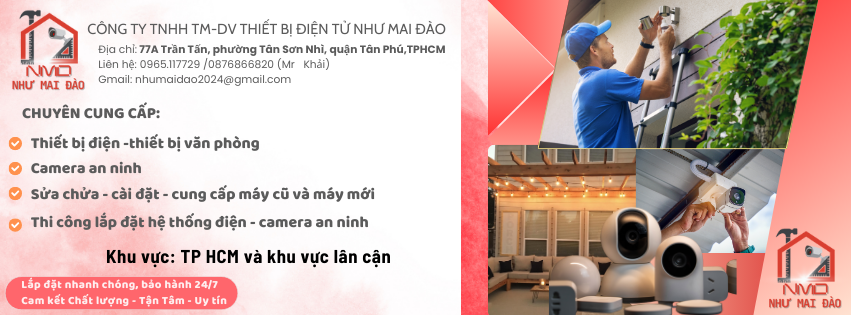 CÔNG TY TNHH TM-DV THIẾT BỊ ĐIỆN TỬ NHƯ MAI ĐÀO
Địa chỉ: 77A Trần Tấn, phường Tân Sơn Nhì, quận Tân Phú,TPHCM
Liên hệ: 0965.117729 /0876866820 (Mr Khải)
Gmail: nhumaidao2024@gmail.com
NMD
NHƯ MAI ĐÀO
CHUYÊN CUNG CẤP:
Thiết bị điện -thiết bị văn phòng
Camera an ninh
Sửa chửa - cài đặt - cung cấp máy cũ và máy mới
Thi công lắp đặt hệ thống điện - camera an ninh
Khu vực: TP HCM và khu vực lân cận
Lắp đặt nhanh chóng, bảo hành 24/7
Cam kết Chất lượng - Tận Tâm - Uy tín
NMD
NHƯ MAI ĐÀO